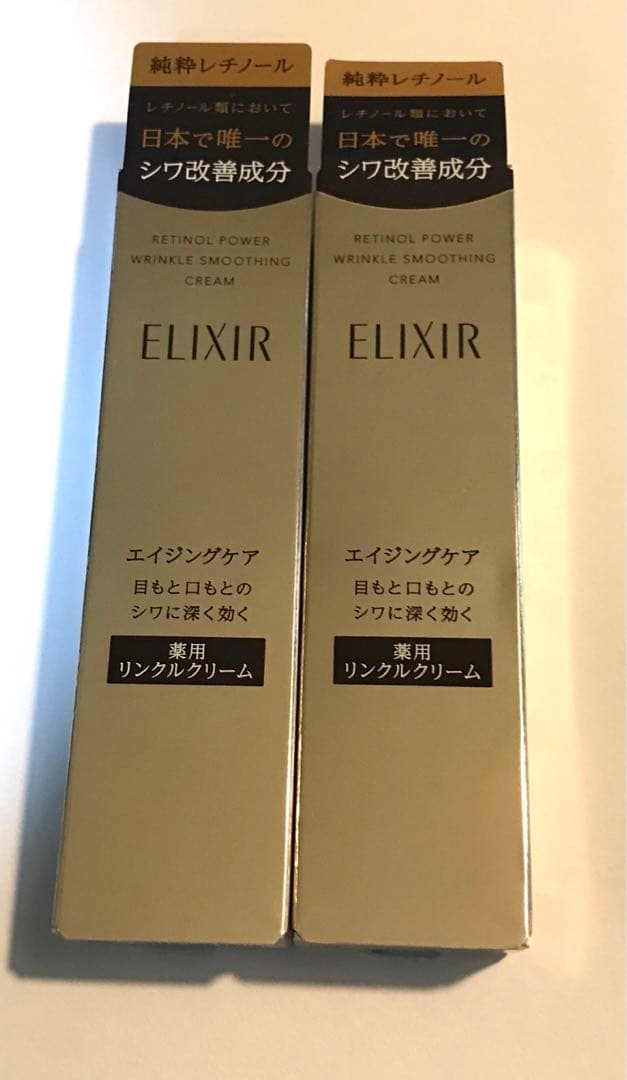 純粋レチノール
レチノール類において
日本で唯一の
シワ改善成分
RETINOL POWER
WRINKLE SMOOTHING
CREAM
ELIXIR
エイジングケア
目もと口もとの
シワに深く効く
薬用
リンクルクリーム
純粋レチノール
レチノール類において
日本で唯一の
シワ改善成分
RETINOL POWER
WRINKLE SMOOTHING
CREAM
ELIXIR
エイジングケア
目もと口もとの
シワに深く効く
薬用
リンクルクリーム